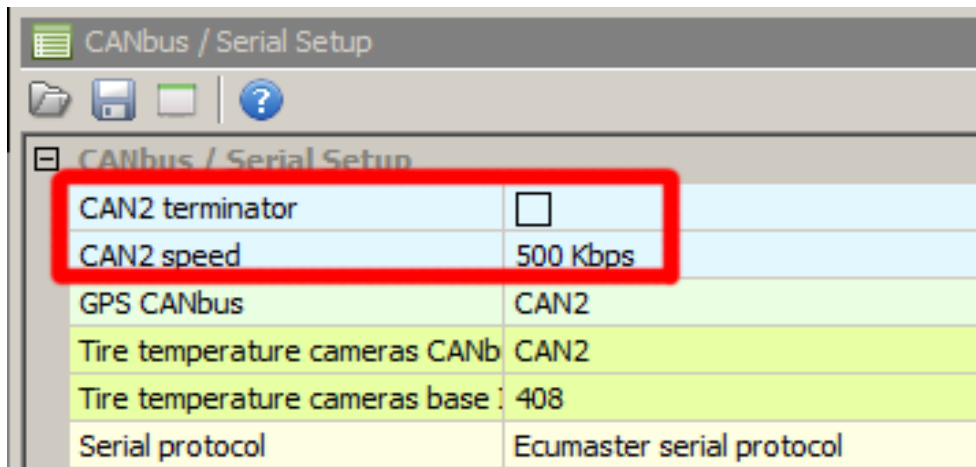 CANbus / Serial Setup
?
CANbus / Serial Setup
CAN2 terminator
CAN2 speed 500 Kbps
GPS CANbus CAN2
Tire temperature cameras CANb CAN2
Tire temperature cameras base 408
Serial protocol Ecumaster serial protocol